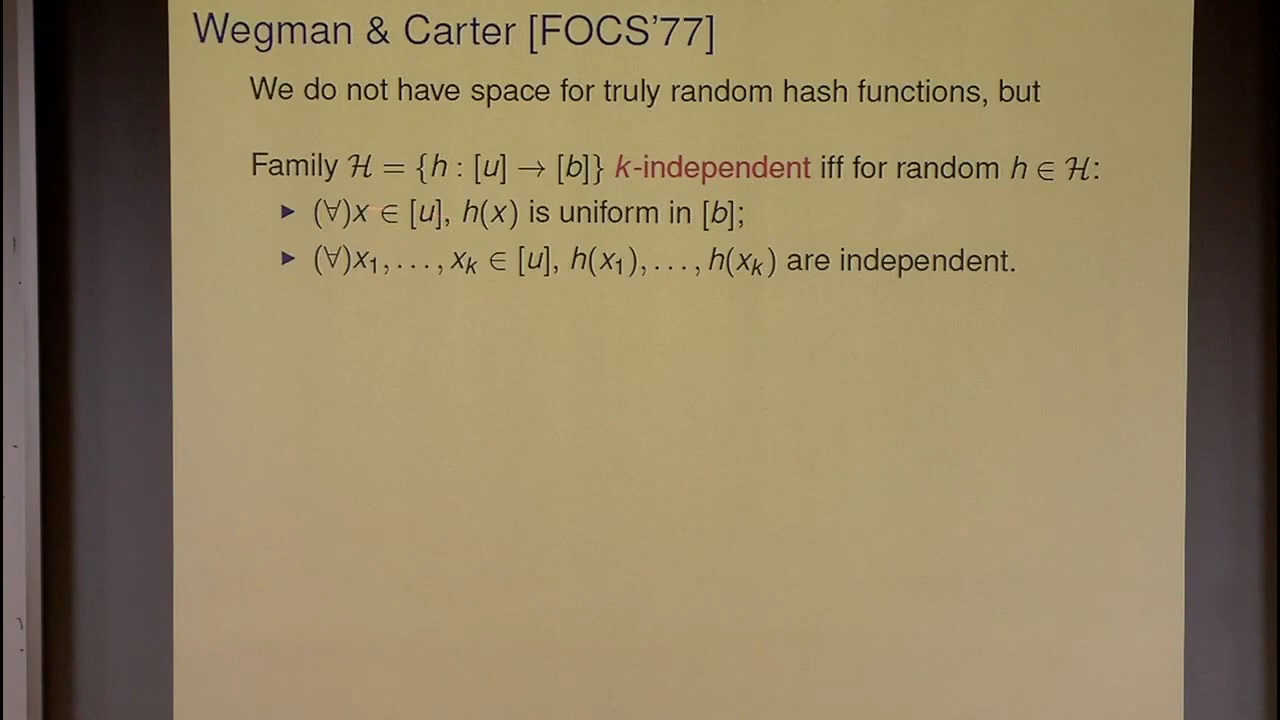 Wegman & Carter [FOCS'77]
We do not have space for truly random hash functions, but
Family ℋ = {h : [u] → [b]} k-independent iff for random h ∈ ℋ:
▶ (∀)x ∈ [u], h(x) is uniform in [b];
▶ (∀)x₁, . . . , xₖ ∈ [u], h(x₁), . . . , h(xₖ) are independent.